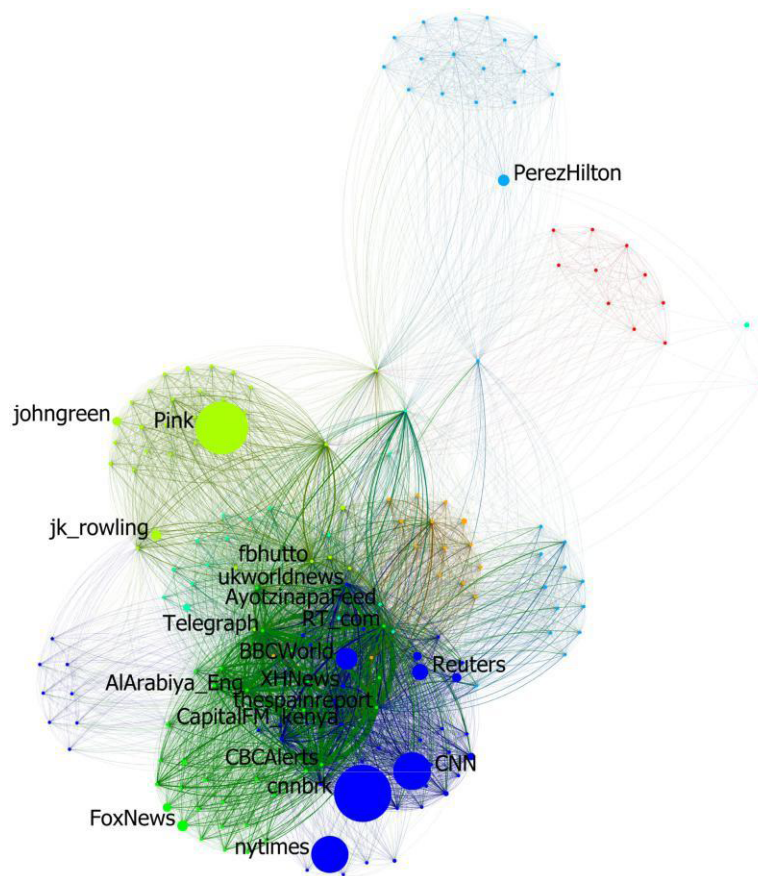 PerezHilton
johngreen
Pink
jk_rowling
fbhutto
ukworldnews
AyotzinapaFeed
Telegraph
RT_com
BBCWorld
Reuters
AlArabiya_Eng
XHNews
thespainreport
CapitalFM_kenya
CBCAlerts
CNN
cnnbrk
FoxNews
nytimes